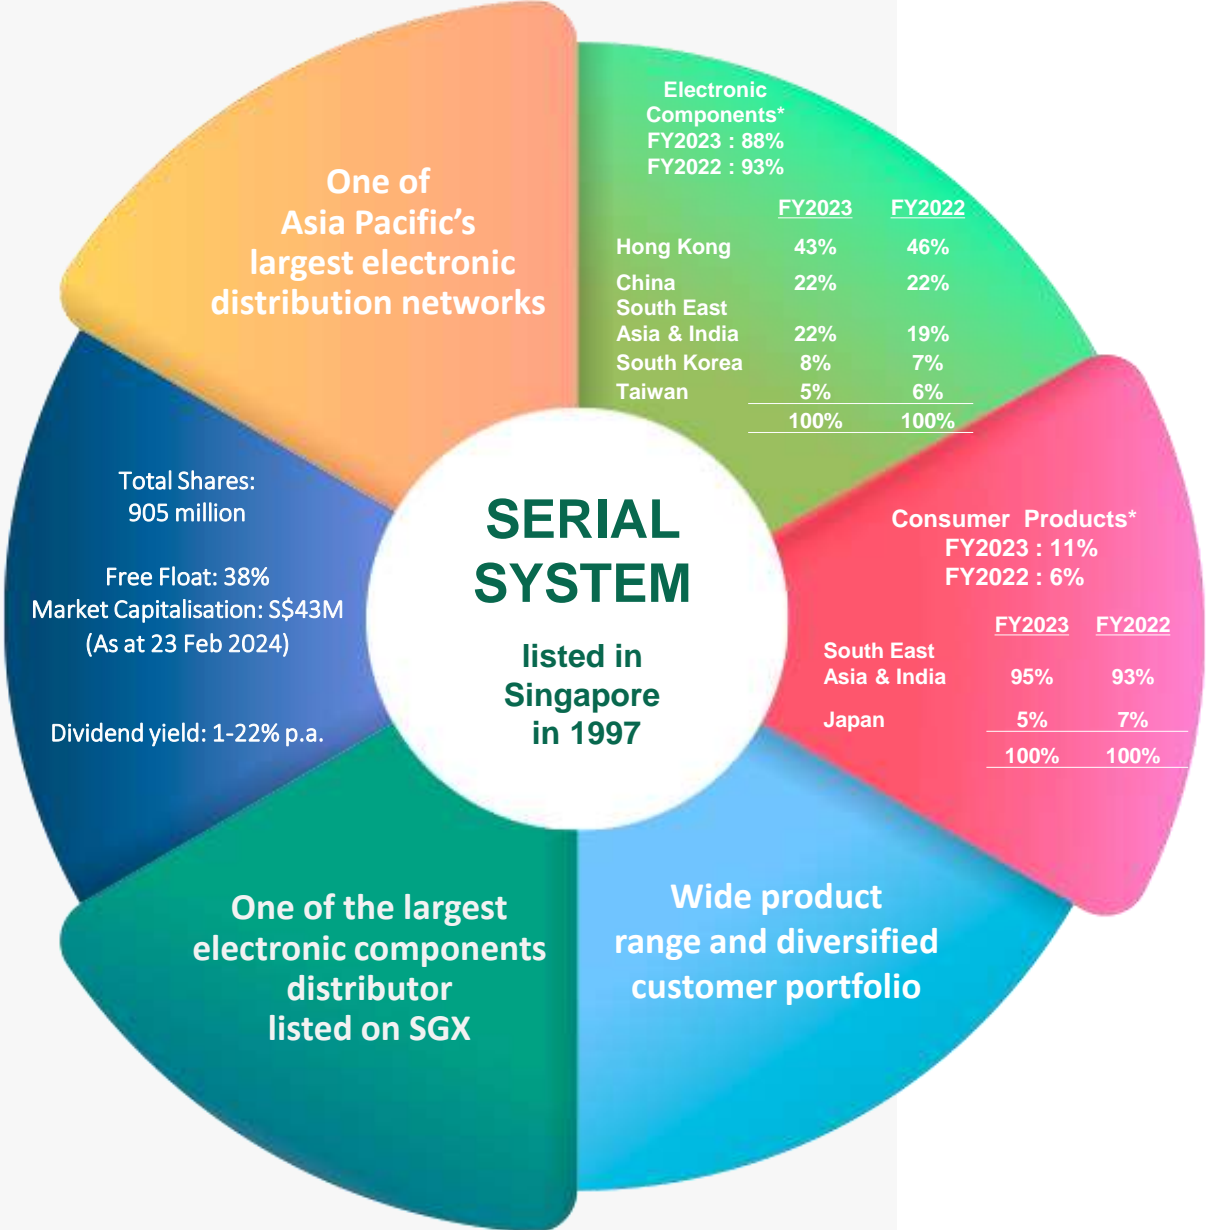 One of
Asia Pacific's
largest electronic
distribution networks
Electronic
Components*
FY2023 : 88%
FY2022 : 93%
FY2023 FY2022
Hong Kong 43% 46%
China 22% 22%
South East
Asia & India 22% 19%
South Korea 8% 7%
Taiwan 5% 6%
100% 100%
Consumer Products*
FY2023 : 11%
FY2022 : 6%
FY2023 FY2022
South East
Asia & India 95% 93%
Japan 5% 7%
100% 100%
Wide product
range and diversified
customer portfolio
One of the largest
electronic components
distributor
listed on SGX
Total Shares:
905 million
Free Float: 38%
Market Capitalisation: S$43M
(As at 23 Feb 2024)
Dividend yield: 1-22% p.a.
SERIAL
SYSTEM
listed in
Singapore
in 1997